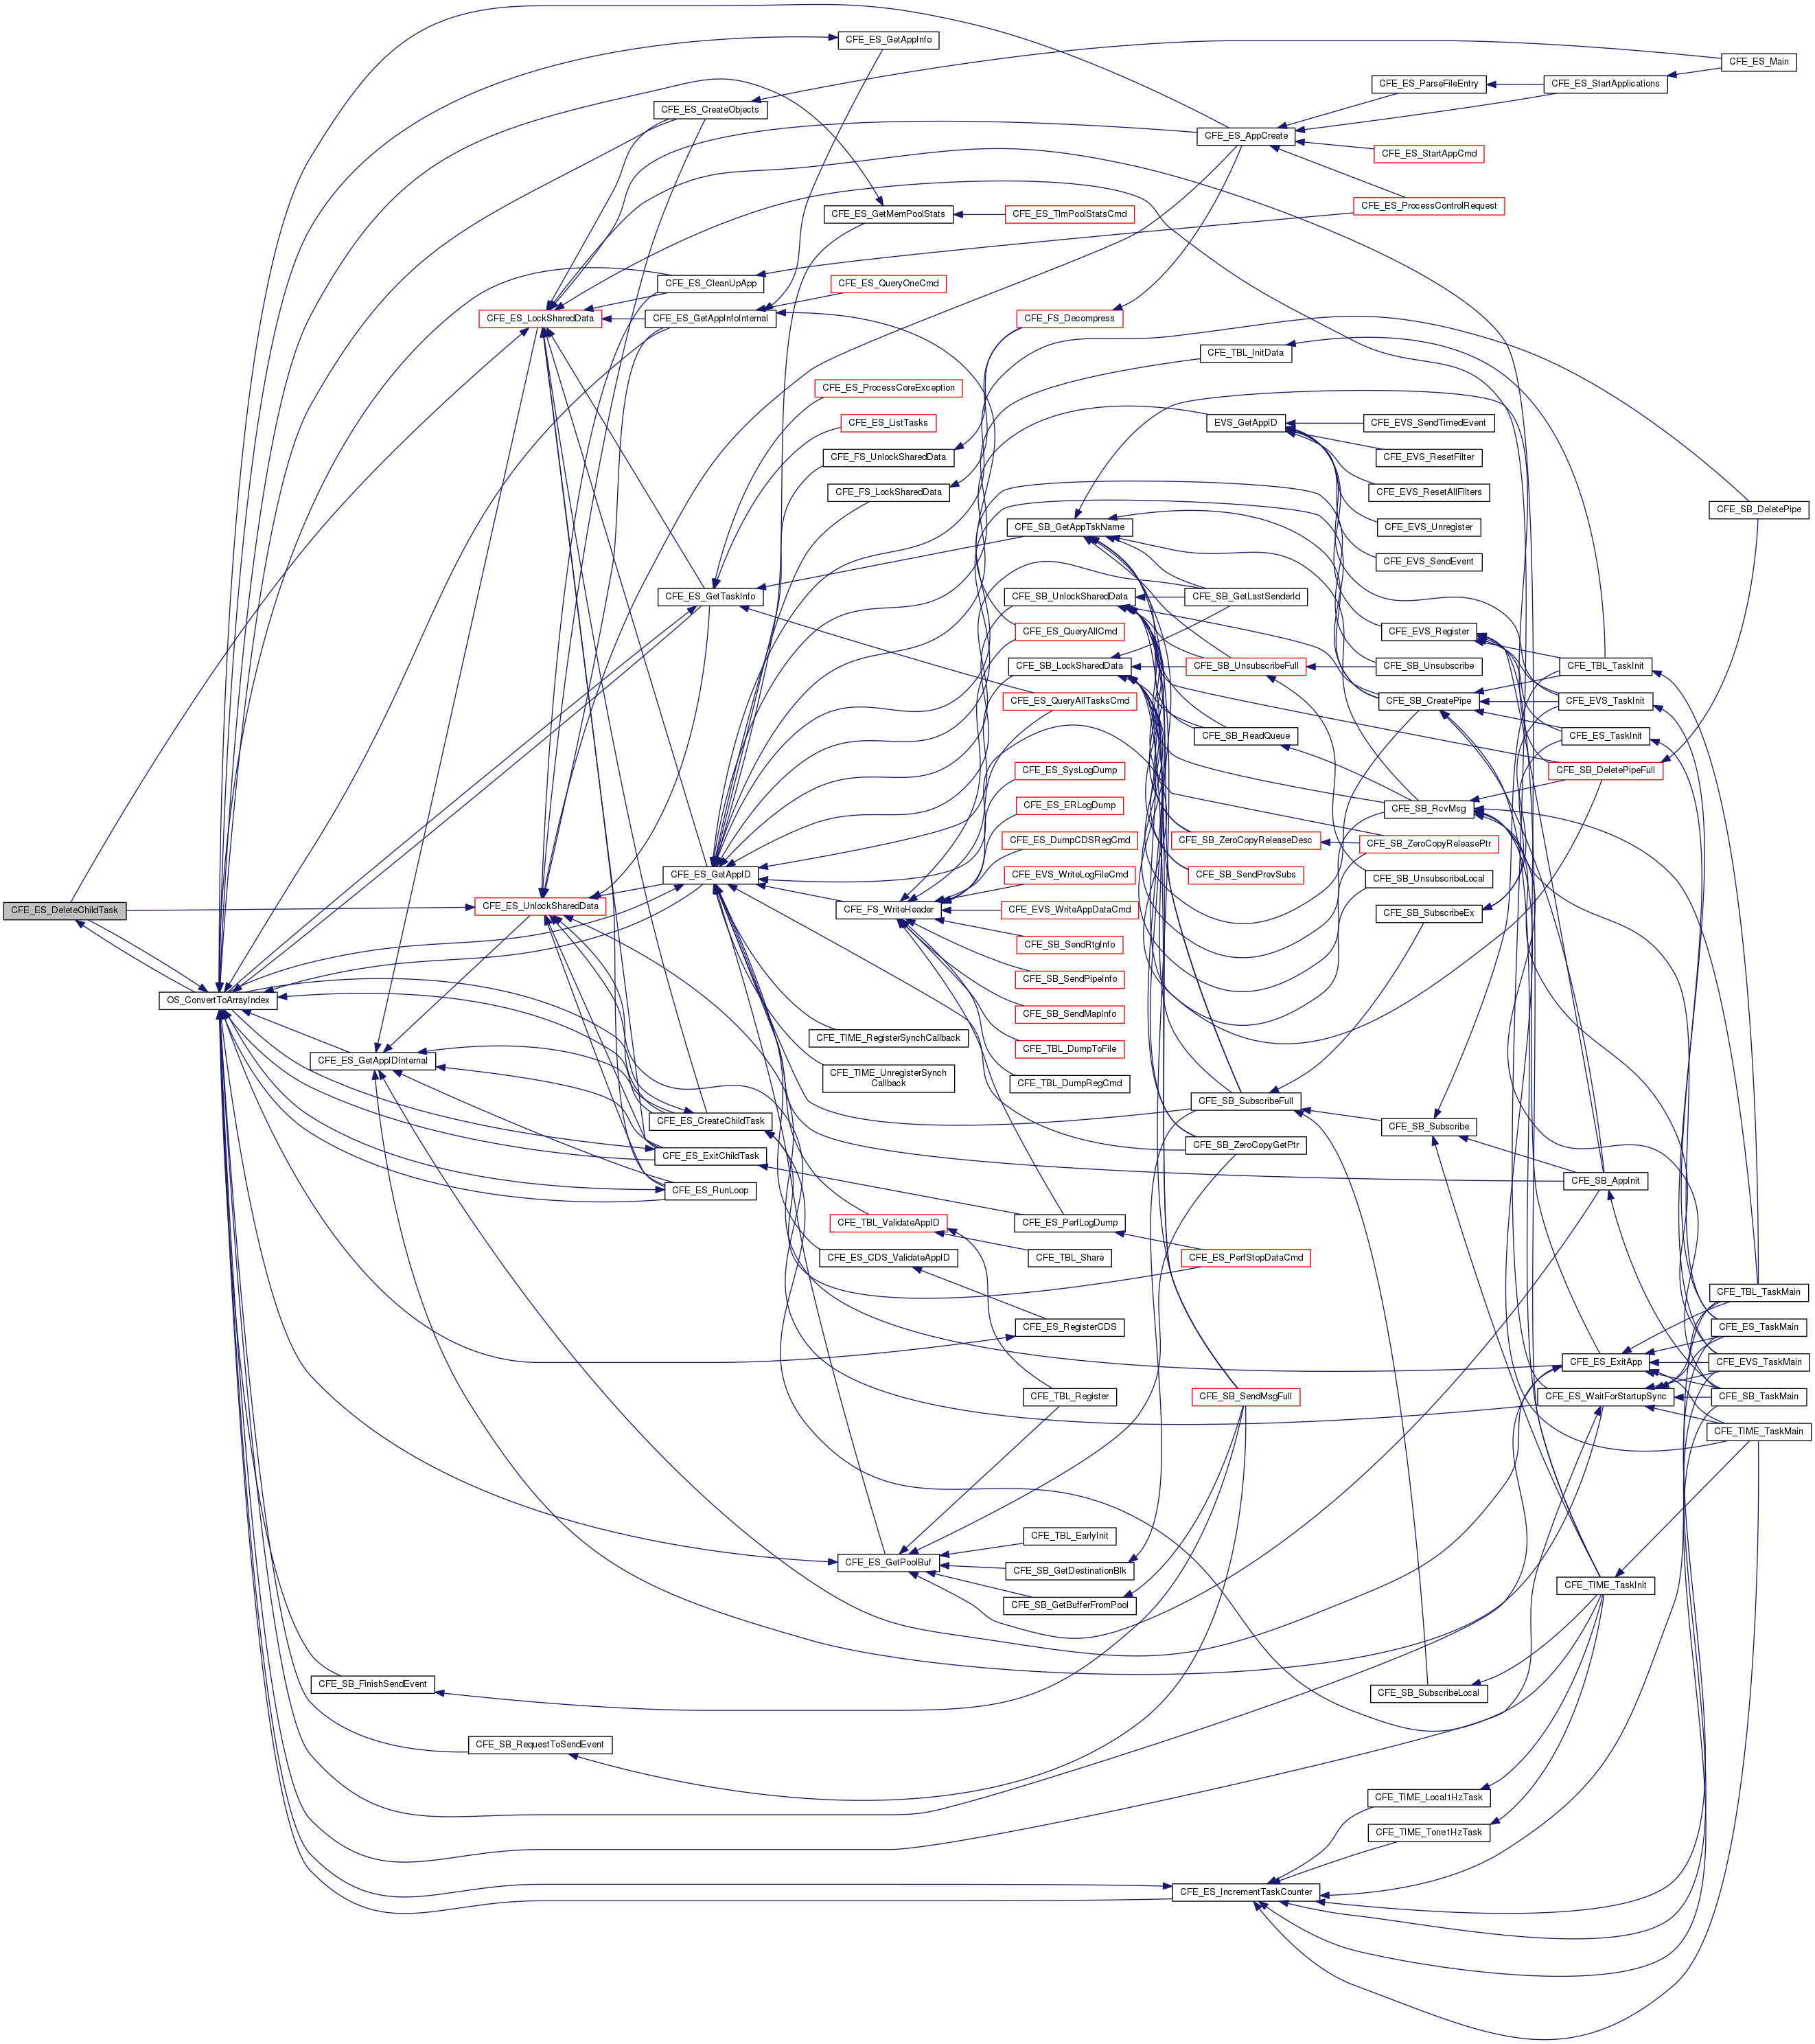 CFE_ES_GetAppInfo
CFE_ES_Main
CFE_ES_ParseFileEntry
CFE_ES_StartApplications
CFE_ES_CreateObjects
CFE_ES_AppCreate
CFE_ES_StartAppCmd
CFE_ES_ProcessControlRequest
CFE_ES_GetMemPoolStats
CFE_ES_TlmPoolStatsCmd
CFE_ES_CleanUpApp
CFE_ES_QueryOneCmd
CFE_ES_LockSharedData
CFE_ES_GetAppInfoInternal
CFE_FS_Decompress
CFE_TBL_InitData
CFE_ES_ProcessCoreException
CFE_ES_ListTasks
EVS_GetAppID
CFE_EVS_SendTimedEvent
CFE_FS_UnlockSharedData
CFE_EVS_ResetFilter
CFE_FS_LockSharedData
CFE_EVS_ResetAllFilters
CFE_SB_DeletePipe
CFE_SB_GetAppTskName
CFE_EVS_Unregister
CFE_EVS_SendEvent
CFE_ES_GetTaskInfo
CFE_SB_UnlockSharedData
CFE_SB_GetLastSenderId
CFE_ES_QueryAllCmd
CFE_EVS_Register
CFE_SB_LockSharedData
CFE_SB_UnsubscribeFull
CFE_SB_Unsubscribe
CFE_TBL_TaskInit
CFE_ES_QueryAllTasksCmd
CFE_SB_CreatePipe
CFE_EVS_TaskInit
CFE_SB_ReadQueue
CFE_ES_TaskInit
CFE_ES_SysLogDump
CFE_SB_DeletePipeFull
CFE_ES_ERLogDump
CFE_SB_RcvMsg
CFE_ES_DumpCDSRegCmd
CFE_SB_ZeroCopyReleaseDesc
CFE_SB_ZeroCopyReleasePtr
CFE_ES_GetAppID
CFE_EVS_WriteLogFileCmd
CFE_SB_SendPrevSubs
CFE_SB_UnsubscribeLocal
CFE_ES_DeleteChildTask
CFE_ES_UnlockSharedData
CFE_FS_WriteHeader
CFE_EVS_WriteAppDataCmd
CFE_SB_SubscribeEx
CFE_SB_SendRtgInfo
CFE_SB_SendPipeInfo
OS_ConvertToArrayIndex
CFE_SB_SendMapInfo
CFE_TIME_RegisterSynchCallback
CFE_TBL_DumpToFile
CFE_ES_GetAppIDInternal
CFE_TIME_UnregisterSynch
Callback
CFE_TBL_DumpRegCmd
CFE_SB_SubscribeFull
CFE_ES_CreateChildTask
CFE_SB_Subscribe
CFE_ES_ExitChildTask
CFE_SB_ZeroCopyGetPtr
CFE_ES_RunLoop
CFE_SB_AppInit
CFE_TBL_ValidateAppID
CFE_ES_PerfLogDump
CFE_ES_CDS_ValidateAppID
CFE_TBL_Share
CFE_ES_PerfStopDataCmd
CFE_TBL_TaskMain
CFE_ES_RegisterCDS
CFE_ES_TaskMain
CFE_ES_ExitApp
CFE_EVS_TaskMain
CFE_TBL_Register
CFE_SB_SendMsgFull
CFE_ES_WaitForStartupSync
CFE_SB_TaskMain
CFE_TIME_TaskMain
CFE_TBL_EarlyInit
CFE_ES_GetPoolBuf
CFE_SB_GetDestinationBlk
CFE_TIME_TaskInit
CFE_SB_GetBufferFromPool
CFE_SB_FinishSendEvent
CFE_SB_SubscribeLocal
CFE_SB_RequestToSendEvent
CFE_TIME_Local1HzTask
CFE_TIME_Tone1HzTask
CFE_ES_IncrementTaskCounter